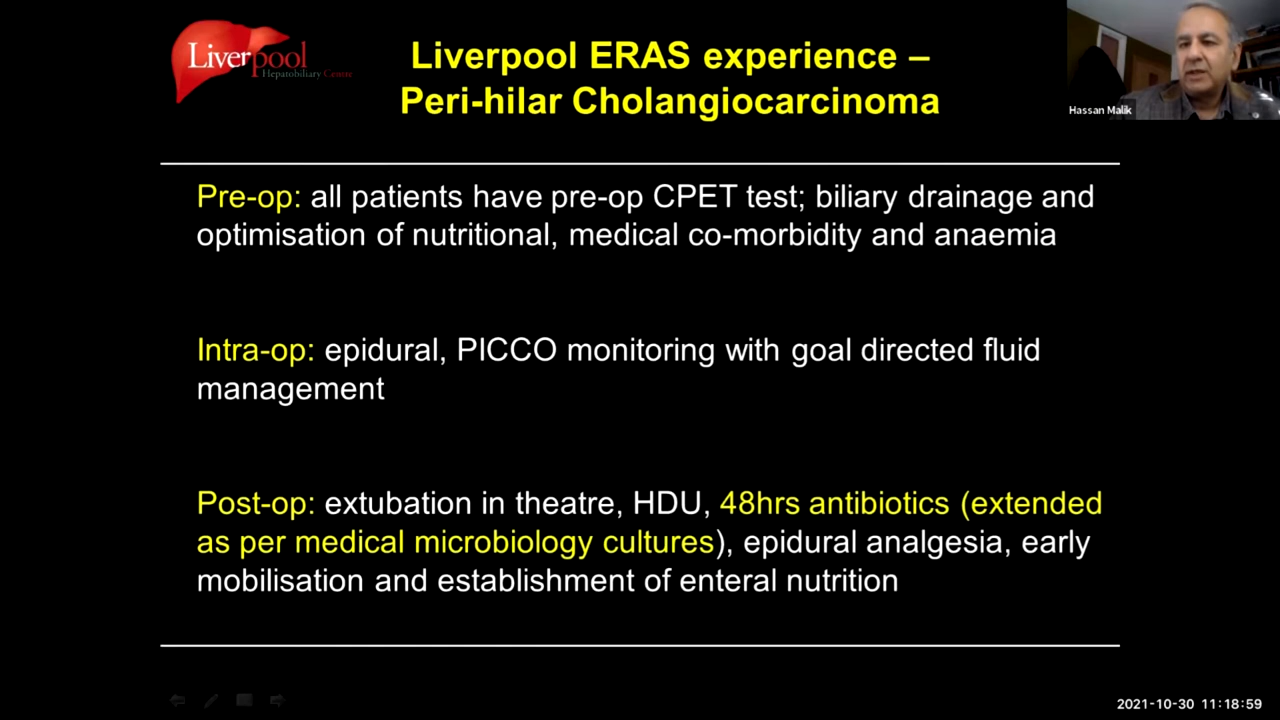 Liverpool
Hepatobiliary Centre
Liverpool ERAS experience –
Peri-hilar Cholangiocarcinoma
Hassan Malik
Pre-op: all patients have pre-op CPET test; biliary drainage and
optimisation of nutritional, medical co-morbidity and anaemia
Intra-op: epidural, PICCO monitoring with goal directed fluid
management
Post-op: extubation in theatre, HDU, 48hrs antibiotics (extended
as per medical microbiology cultures), epidural analgesia, early
mobilisation and establishment of enteral nutrition
2021-10-30 11:18:59